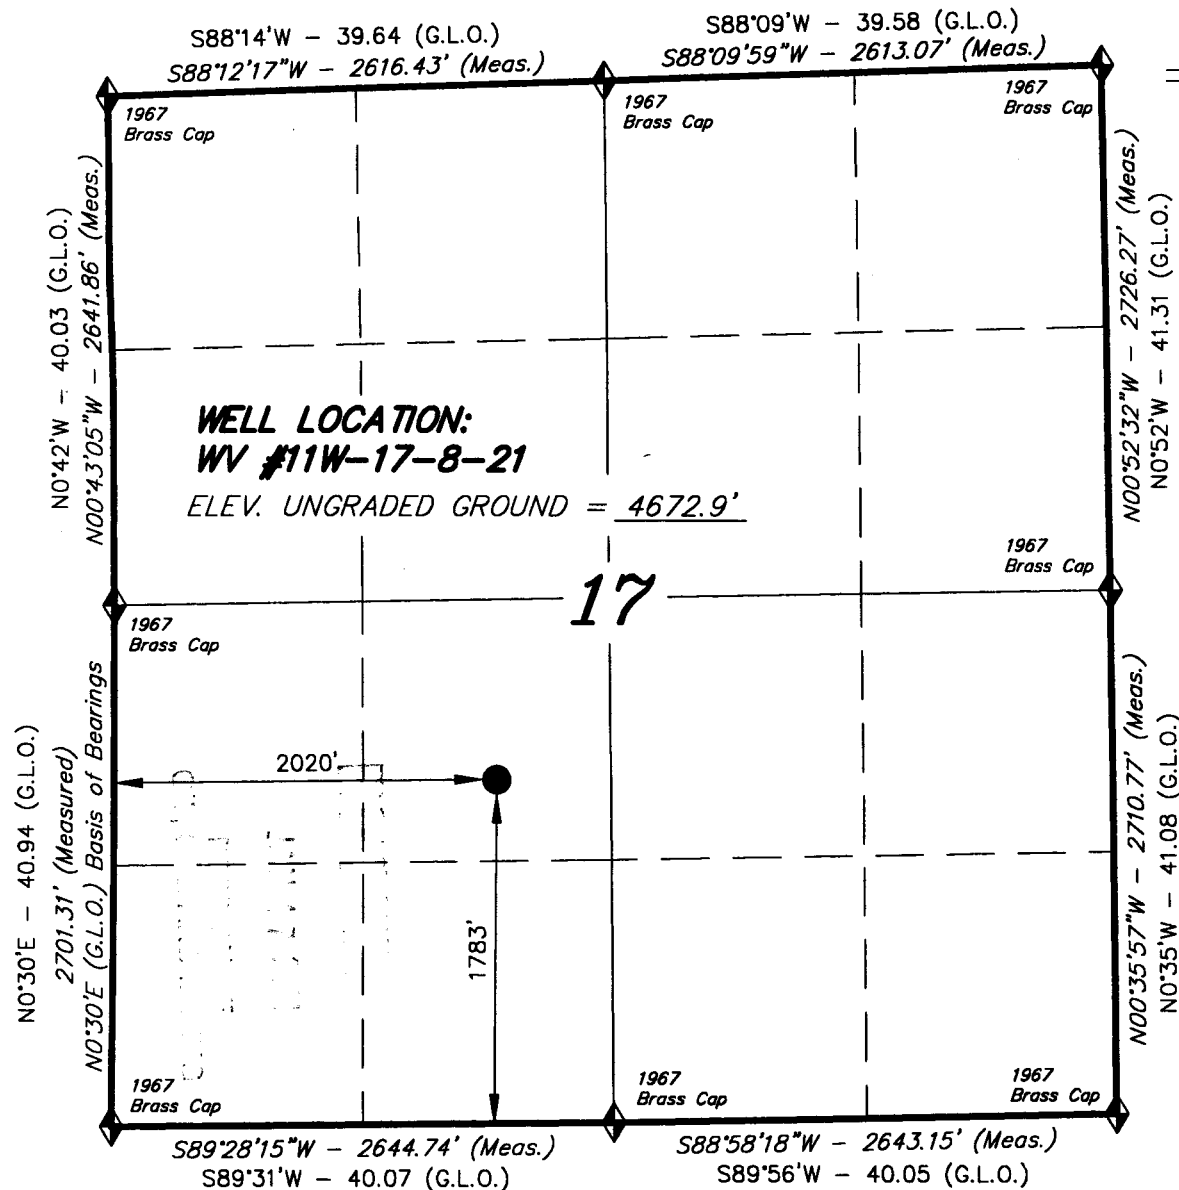 S88°14'W - 39.64 (G.L.O.)
S88°12'17"W - 2616.43' (Meas.)
S88°09'W - 39.58 (G.L.O.)
S88°09'59"W - 2613.07' (Meas.)
1967
Brass Cap
1967
Brass Cap
1967
Brass Cap
N0°42'W - 40.03 (G.L.O.)
N00°43'05"W - 2641.86' (Meas.)
N00°52'32"W - 2726.27' (Meas.)
N0°52'W - 41.31 (G.L.O.)
WELL LOCATION:
WV #11W-17-8-21
ELEV. UNGRADED GROUND = 4672.9'
1967
Brass Cap
17
1967
Brass Cap
N0°30'E - 40.94 (G.L.O.)
2701.31' (Measured)
N0°30'E (G.L.O.) Basis of Bearings
2020'
1783'
N00°35'57"W - 2710.77' (Meas.)
N0°35'W - 41.08 (G.L.O.)
1967
Brass Cap
1967
Brass Cap
1967
Brass Cap
S89°28'15"W - 2644.74' (Meas.)
S89°31'W - 40.07 (G.L.O.)
S88°58'18"W - 2643.15' (Meas.)
S89°56'W - 40.05 (G.L.O.)